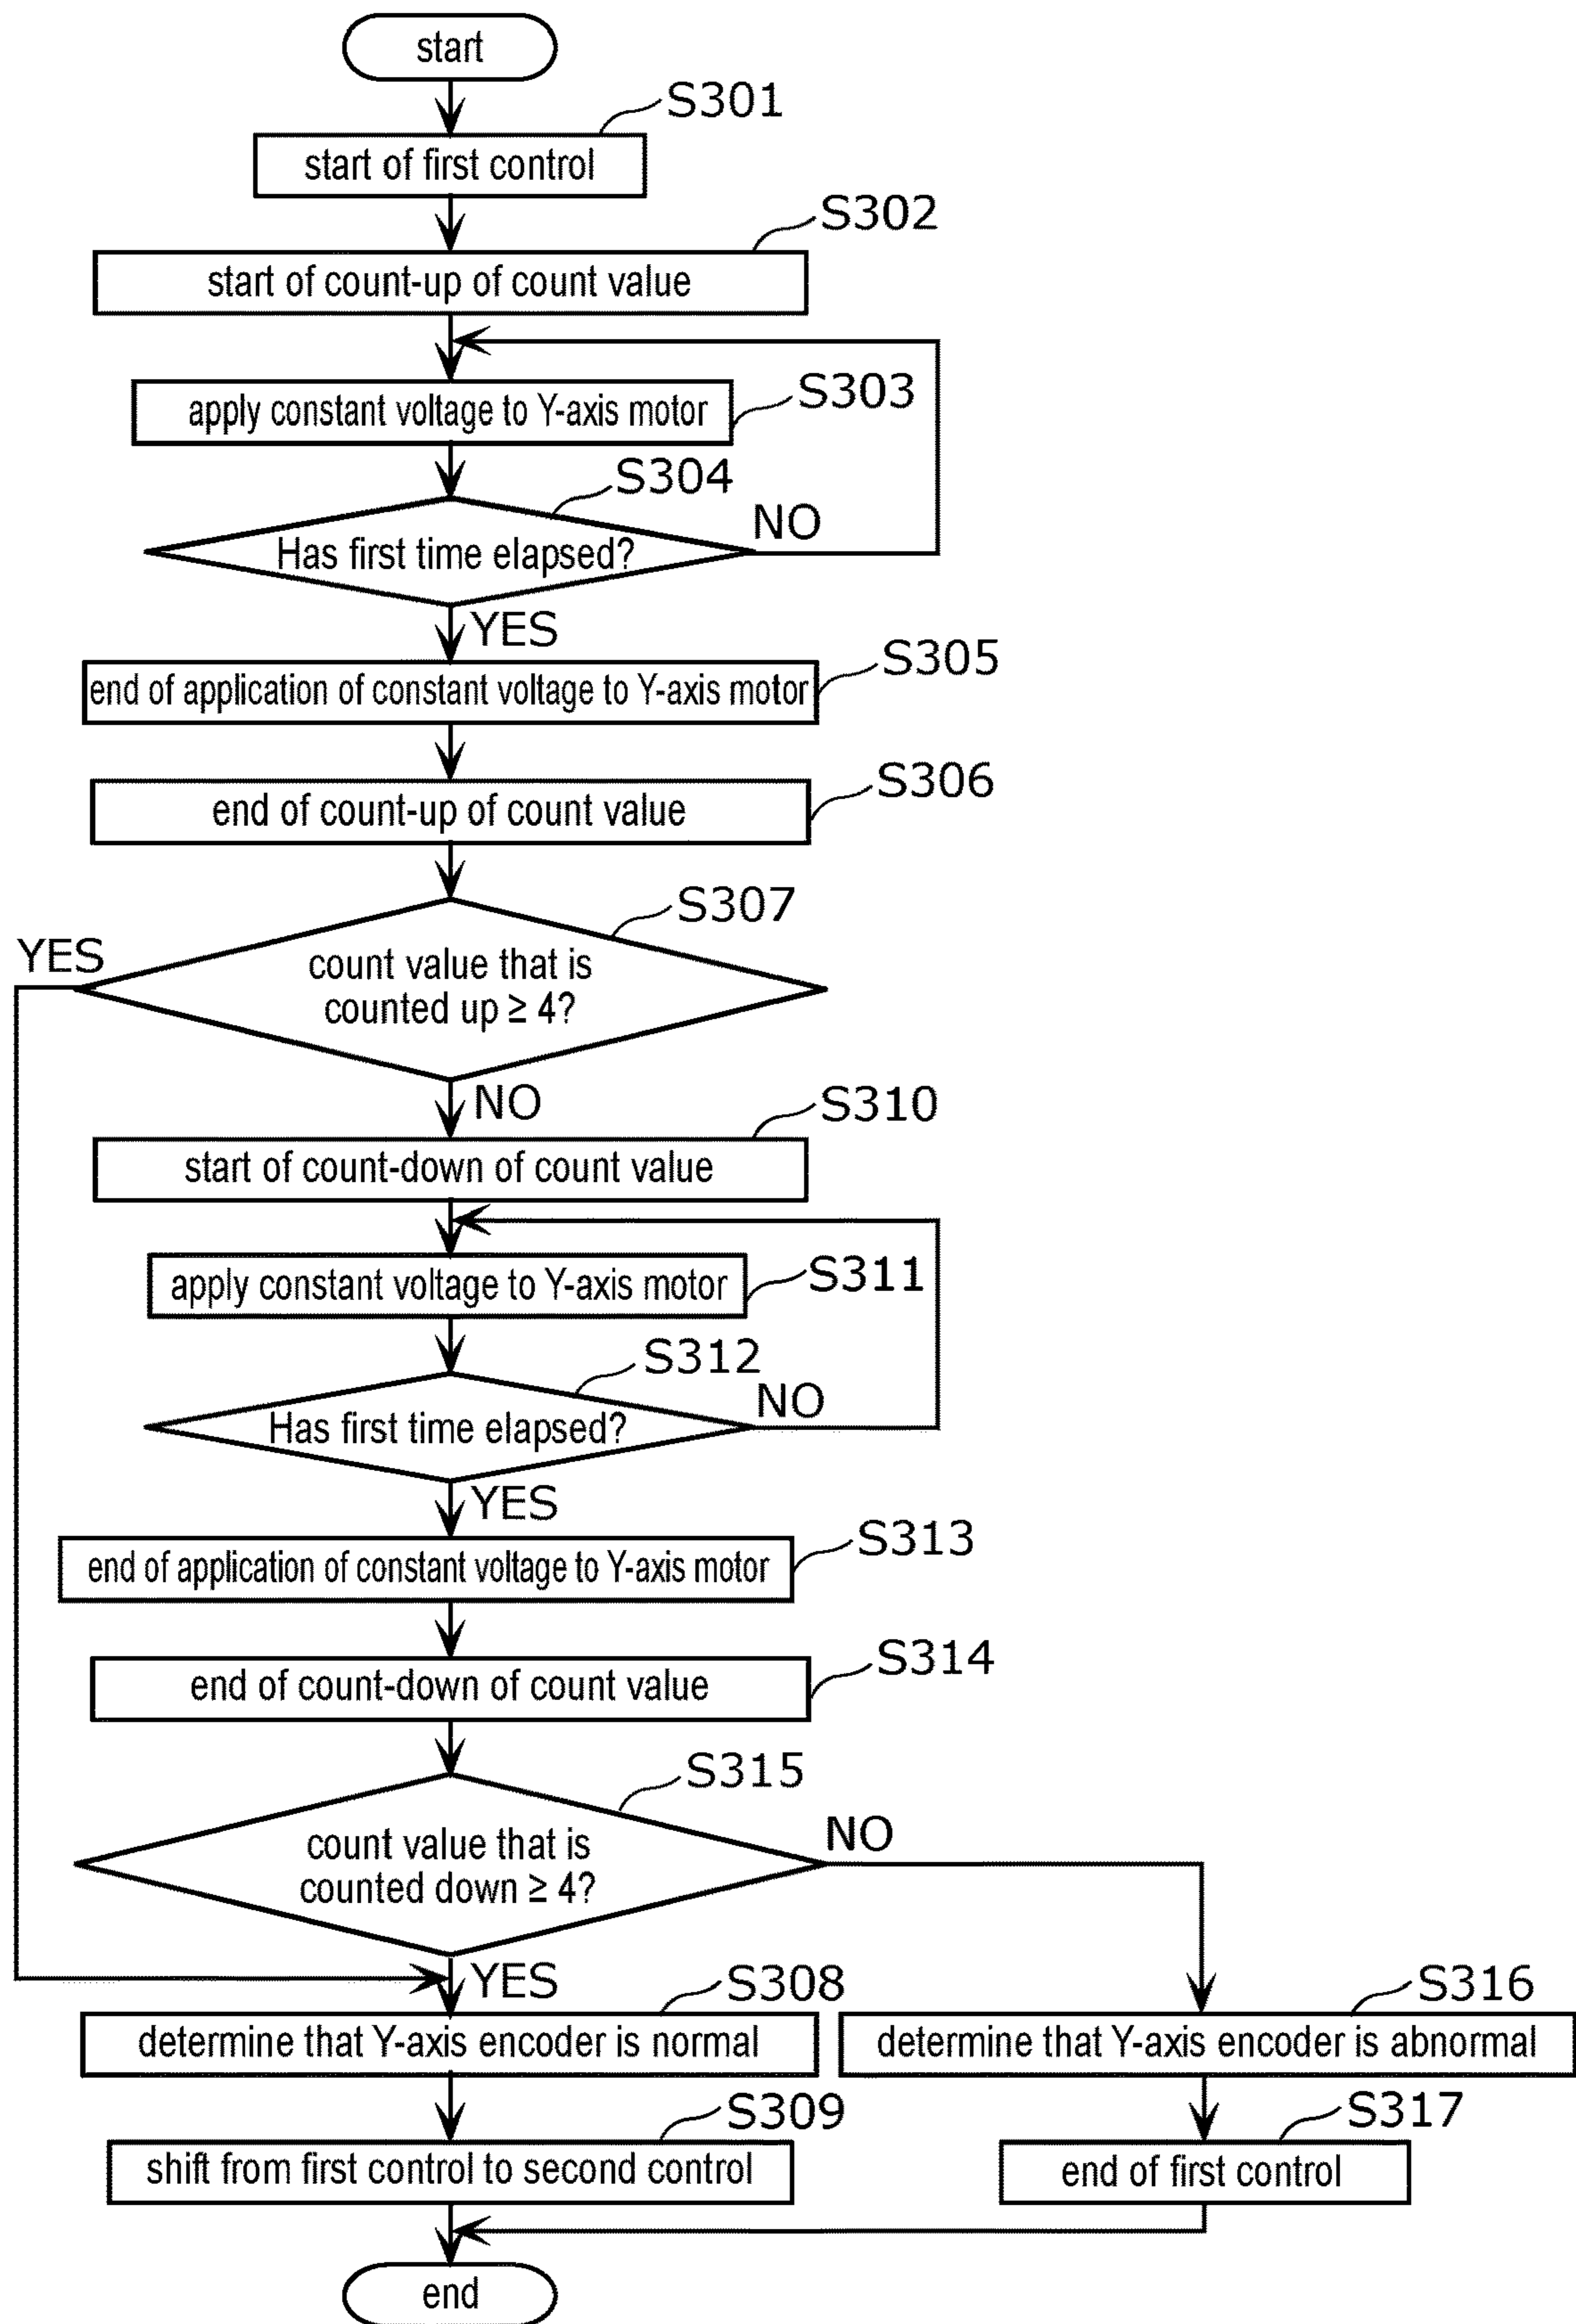 start
S301
start of first control
S302
start of count-up of count value
S303
apply constant voltage to Y-axis motor
S304
Has first time elapsed?
NO
YES
S305
end of application of constant voltage to Y-axis motor
S306
end of count-up of count value
S307
YES
count value that is
counted up ≥ 4?
NO
S310
start of count-down of count value
S311
apply constant voltage to Y-axis motor
S312
Has first time elapsed?
NO
YES
S313
end of application of constant voltage to Y-axis motor
S314
end of count-down of count value
S315
count value that is
counted down ≥ 4?
NO
YES
S308
determine that Y-axis encoder is normal
S316
determine that Y-axis encoder is abnormal
S309
shift from first control to second control
S317
end of first control
end